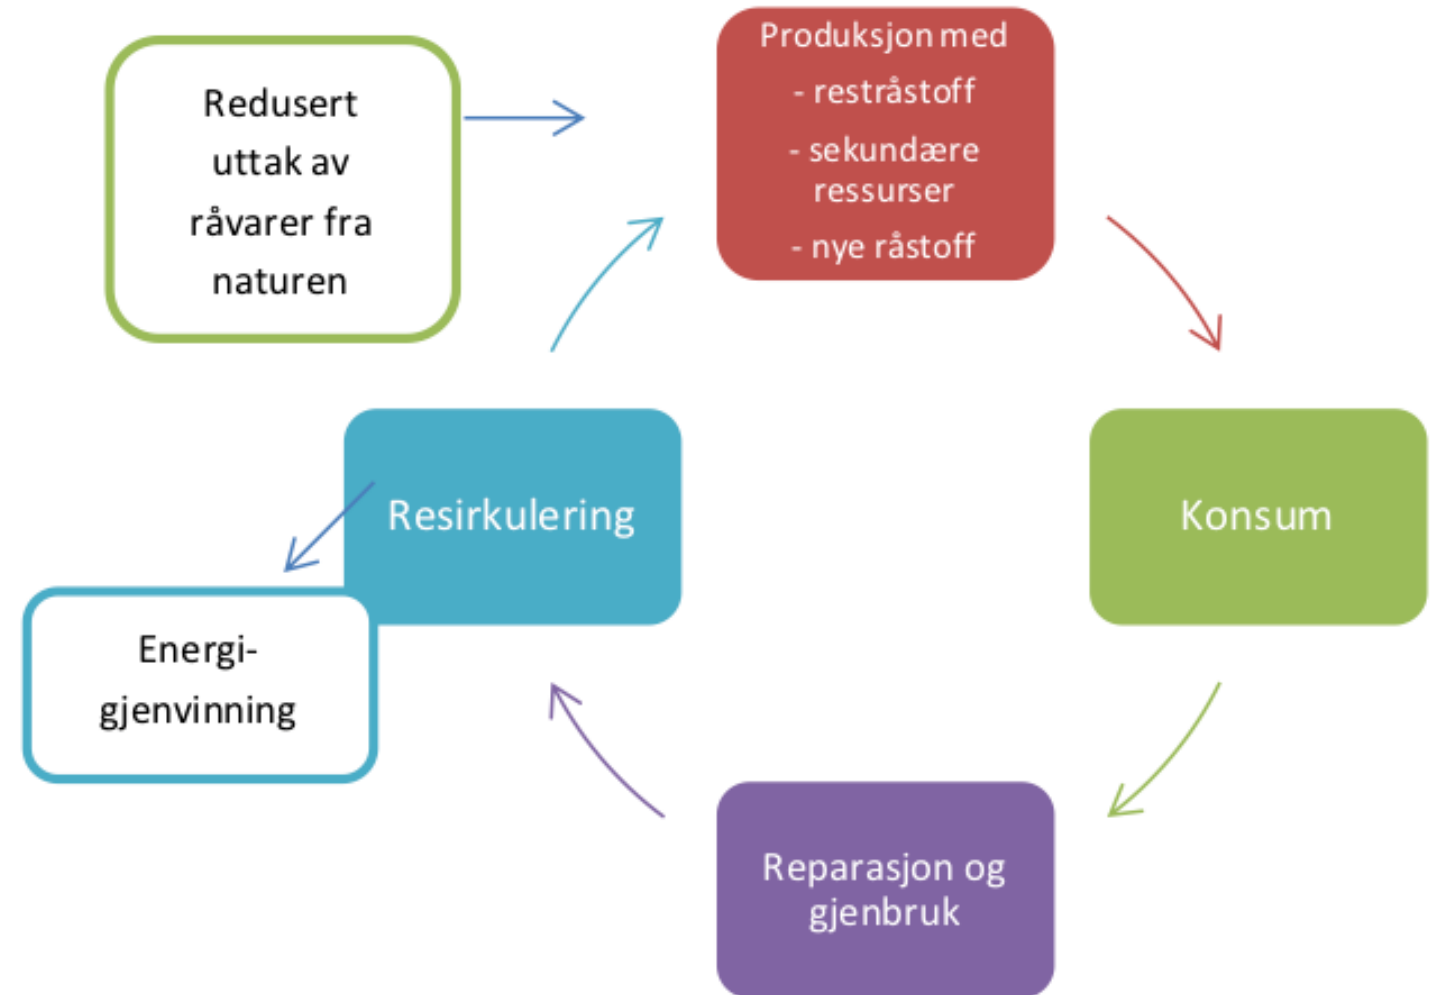 Redusert
uttak av
råvarer fra
naturen
Produksjon med
- restråstoff
- sekundære
ressurser
- nye råstoff
Resirkulering
Konsum
Energi-
gjenvinning
Reparasjon og
gjenbruk